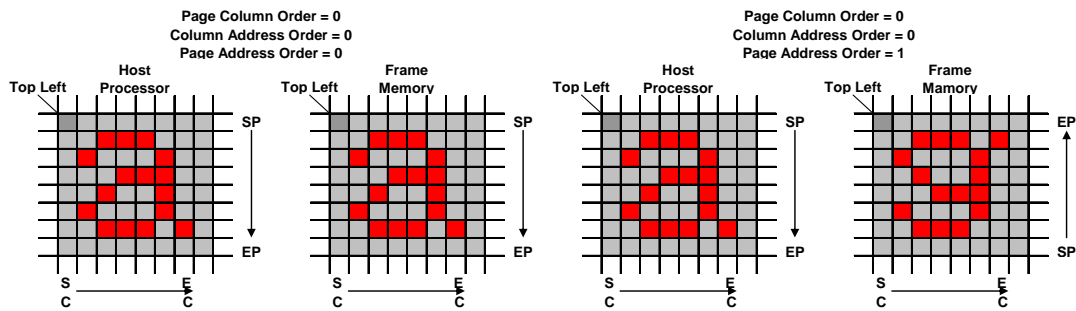 Page Column Order = 0
Column Address Order = 0
Page Address Order = 0
Host
Processor
Frame
Memory
Top Left
Top Left
SP
EP
SP
EP
S
C
E
C
Page Column Order = 0
Column Address Order = 0
Page Address Order = 1
Host
Processor
Frame
Mamory
Top Left
Top Left
SP
EP
EP
SP
S
C
E
C